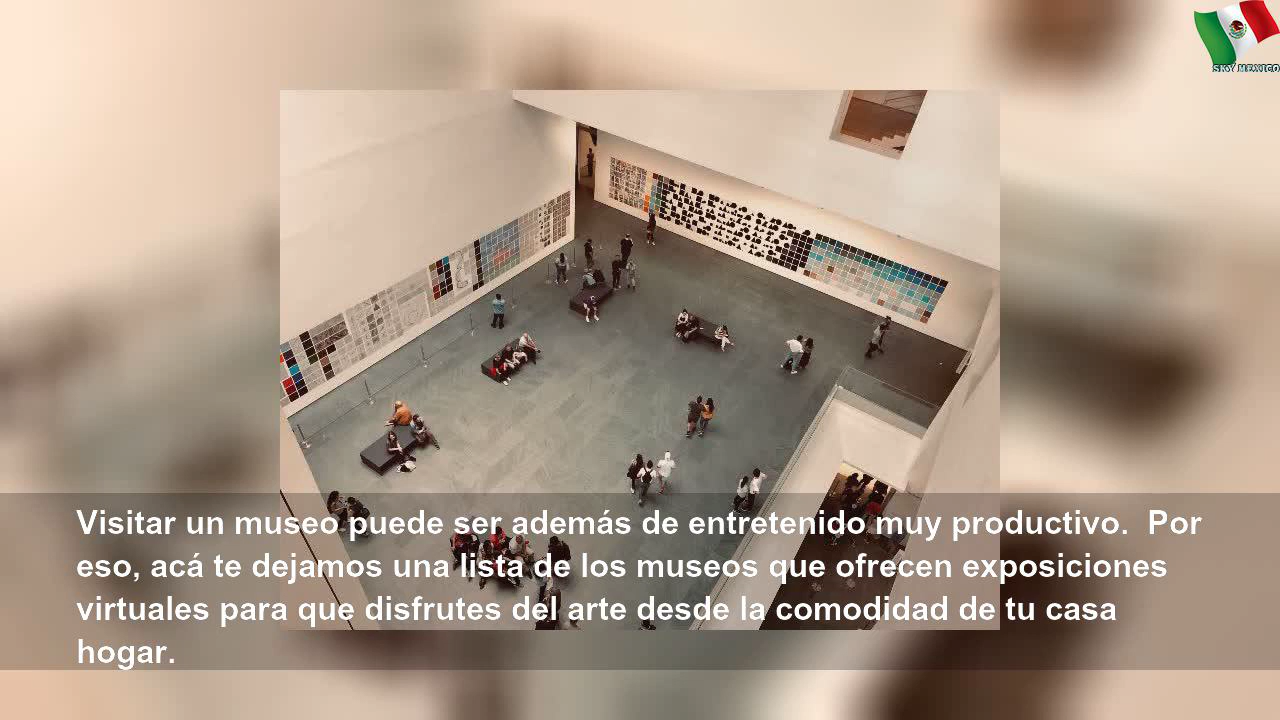 SKY MEXICO
Visitar un museo puede ser además de entretenido muy productivo.  Por
eso, acá te dejamos una lista de los museos que ofrecen exposiciones
virtuales para que disfrutes del arte desde la comodidad de tu casa
hogar.